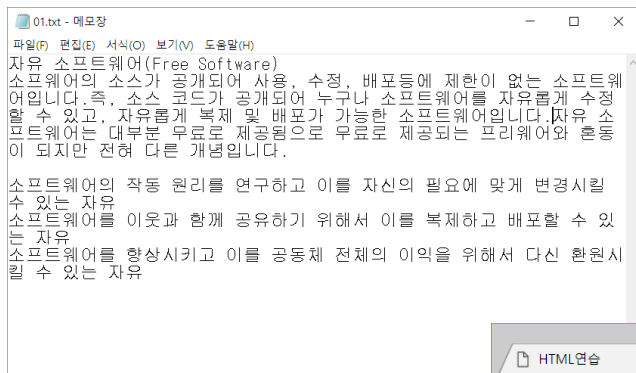 01.txt - 메모장
파일(F) 편집(E) 서식(O) 보기(V) 도움말(H)
자유 소프트웨어(Free Software)
소프트웨어의 소스가 공개되어 사용, 수정, 배포등에 제한이 없는 소프트웨
어입니다.즉, 소스 코드가 공개되어 누구나 소프트웨어를 자유롭게 수정
할 수 있고, 자유롭게 복제 및 배포가 가능한 소프트웨어입니다.자유 소
프트웨어는 대부분 무료로 제공됨으로 무료로 제공되는 프리웨어와 혼동
이 되지만 전혀 다른 개념입니다.
소프트웨어의 작동 원리를 연구하고 이를 자신의 필요에 맞게 변경시킬
수 있는 자유
소프트웨어를 이웃과 함께 공유하기 위해서 이를 복제하고 배포할 수 있
는 자유
소프트웨어를 향상시키고 이를 공동체 전체의 이익을 위해서 다신 환원시
킬 수 있는 자유
HTML연습